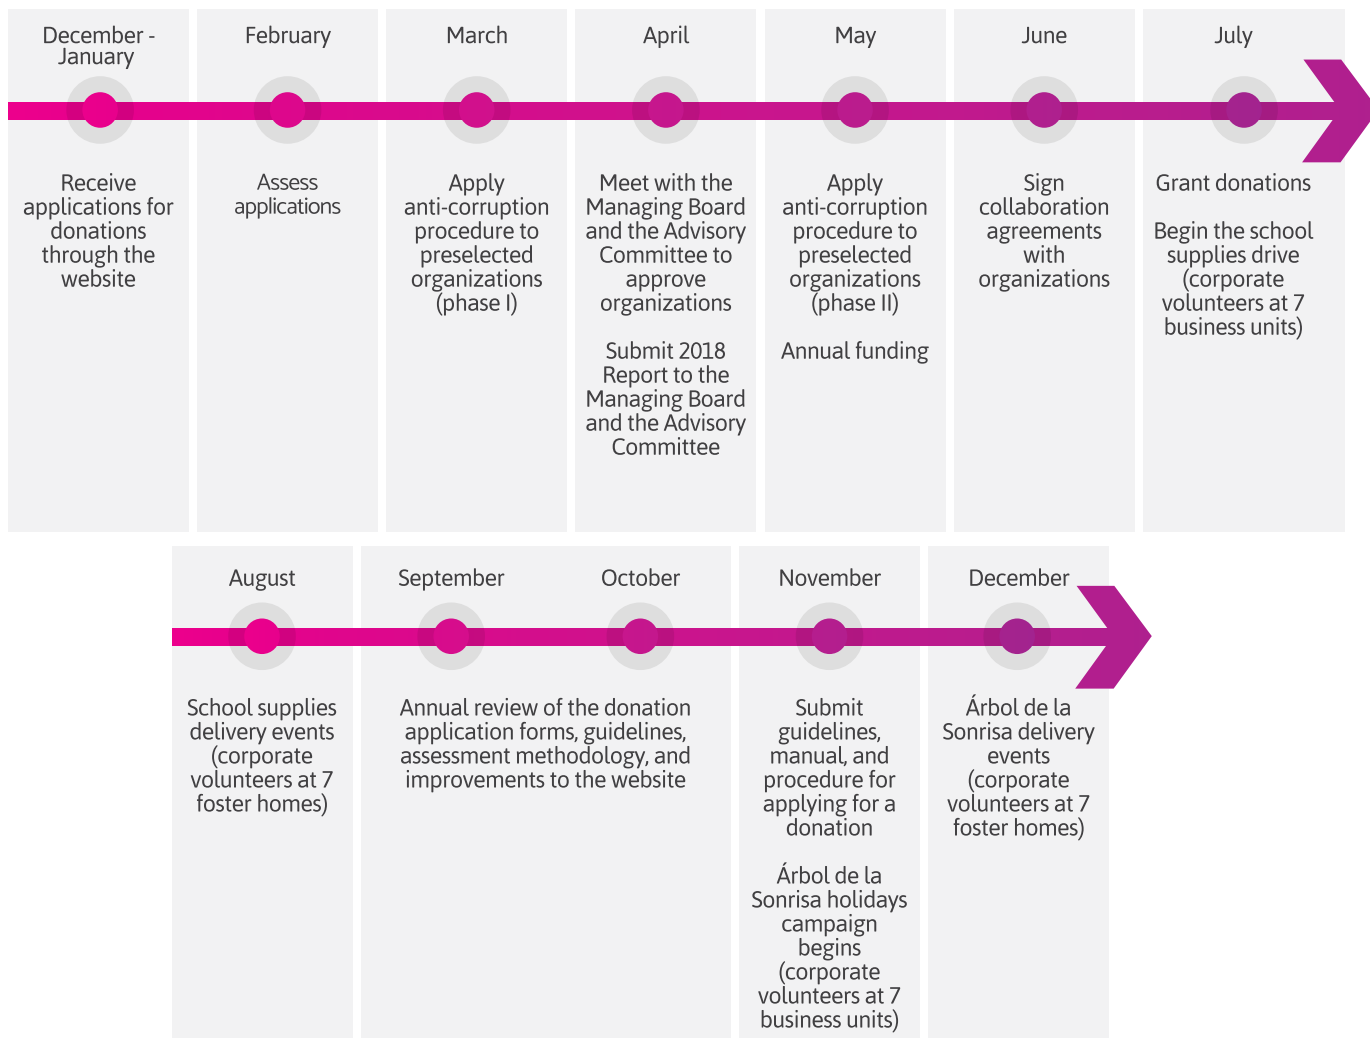 December -
January
Receive
applications for
donations
through the
website
February
Assess
applications
March
Apply
anti-corruption
procedure to
preselected
organizations
(phase I)
April
Meet with the
Managing Board
and the Advisory
Committee to
approve
organizations
Submit 2018
Report to the
Managing Board
and the Advisory
Committee
May
Apply
anti-corruption
procedure to
preselected
organizations
(phase II)
Annual funding
June
Sign
collaboration
agreements
with
organizations
July
Grant donations
Begin the school
supplies drive
(corporate
volunteers at 7
business units)
August
School supplies
delivery events
(corporate
volunteers at 7
foster homes)
September
October
Annual review of the donation
application forms, guidelines,
assessment methodology, and
improvements to the website
November
Submit
guidelines,
manual, and
procedure for
applying for a
donation
Árbol de la
Sonrisa holidays
campaign
begins
(corporate
volunteers at 7
business units)
December
Árbol de la
Sonrisa delivery
events
(corporate
volunteers at 7
foster homes)